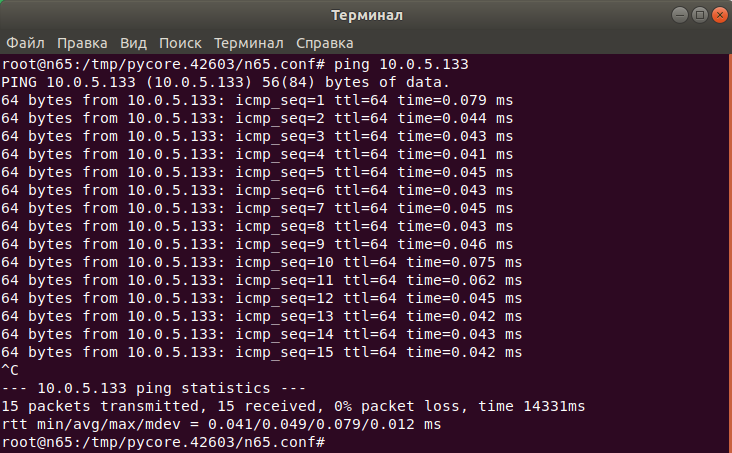 Терминал
Файл Правка Вид Поиск Терминал Справка
root@n65:/tmp/pycore.42603/n65.conf# ping 10.0.5.133
PING 10.0.5.133 (10.0.5.133) 56(84) bytes of data.
64 bytes from 10.0.5.133: icmp_seq=1 ttl=64 time=0.079 ms
64 bytes from 10.0.5.133: icmp_seq=2 ttl=64 time=0.044 ms
64 bytes from 10.0.5.133: icmp_seq=3 ttl=64 time=0.043 ms
64 bytes from 10.0.5.133: icmp_seq=4 ttl=64 time=0.041 ms
64 bytes from 10.0.5.133: icmp_seq=5 ttl=64 time=0.045 ms
64 bytes from 10.0.5.133: icmp_seq=6 ttl=64 time=0.043 ms
64 bytes from 10.0.5.133: icmp_seq=7 ttl=64 time=0.045 ms
64 bytes from 10.0.5.133: icmp_seq=8 ttl=64 time=0.043 ms
64 bytes from 10.0.5.133: icmp_seq=9 ttl=64 time=0.046 ms
64 bytes from 10.0.5.133: icmp_seq=10 ttl=64 time=0.075 ms
64 bytes from 10.0.5.133: icmp_seq=11 ttl=64 time=0.062 ms
64 bytes from 10.0.5.133: icmp_seq=12 ttl=64 time=0.045 ms
64 bytes from 10.0.5.133: icmp_seq=13 ttl=64 time=0.042 ms
64 bytes from 10.0.5.133: icmp_seq=14 ttl=64 time=0.043 ms
64 bytes from 10.0.5.133: icmp_seq=15 ttl=64 time=0.042 ms
^C
--- 10.0.5.133 ping statistics ---
15 packets transmitted, 15 received, 0% packet loss, time 14331ms
rtt min/avg/max/mdev = 0.041/0.049/0.079/0.012 ms
root@n65:/tmp/pycore.42603/n65.conf#